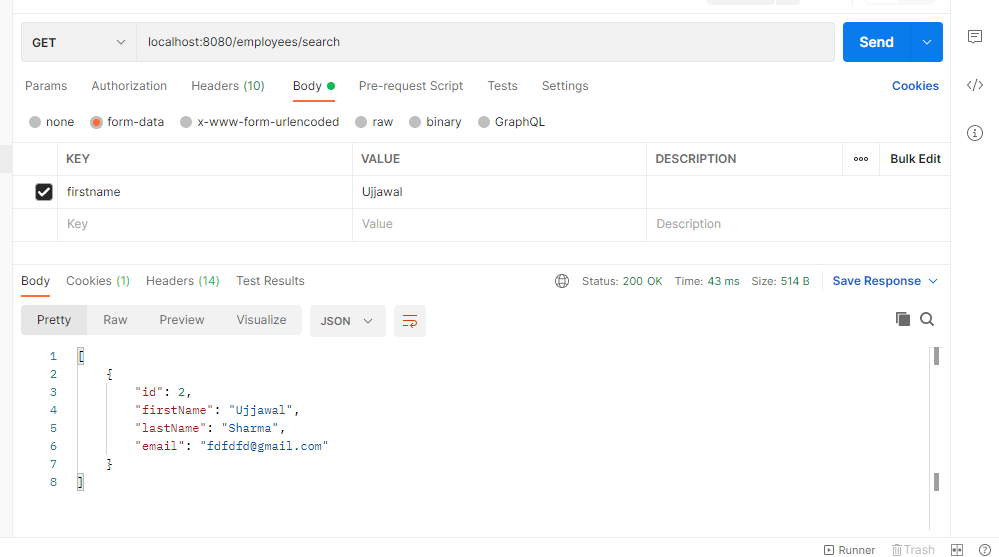 GET localhost:8080/employees/search Send
Params Authorization Headers (10) Body Pre-request Script Tests Settings Cookies
none form-data x-www-form-urlencoded raw binary GraphQL
KEY VALUE DESCRIPTION Bulk Edit
firstname Ujjawal
Key Value Description
Body Cookies (1) Headers (14) Test Results Status: 200 OK Time: 43 ms Size: 514 B Save Response
Pretty Raw Preview Visualize JSON
1 [
2 {
3 "id": 2,
4 "firstName": "Ujjawal",
5 "lastName": "Sharma",
6 "email": "fdfdfd@gmail.com"
7 }
8 ]
Runner Trash